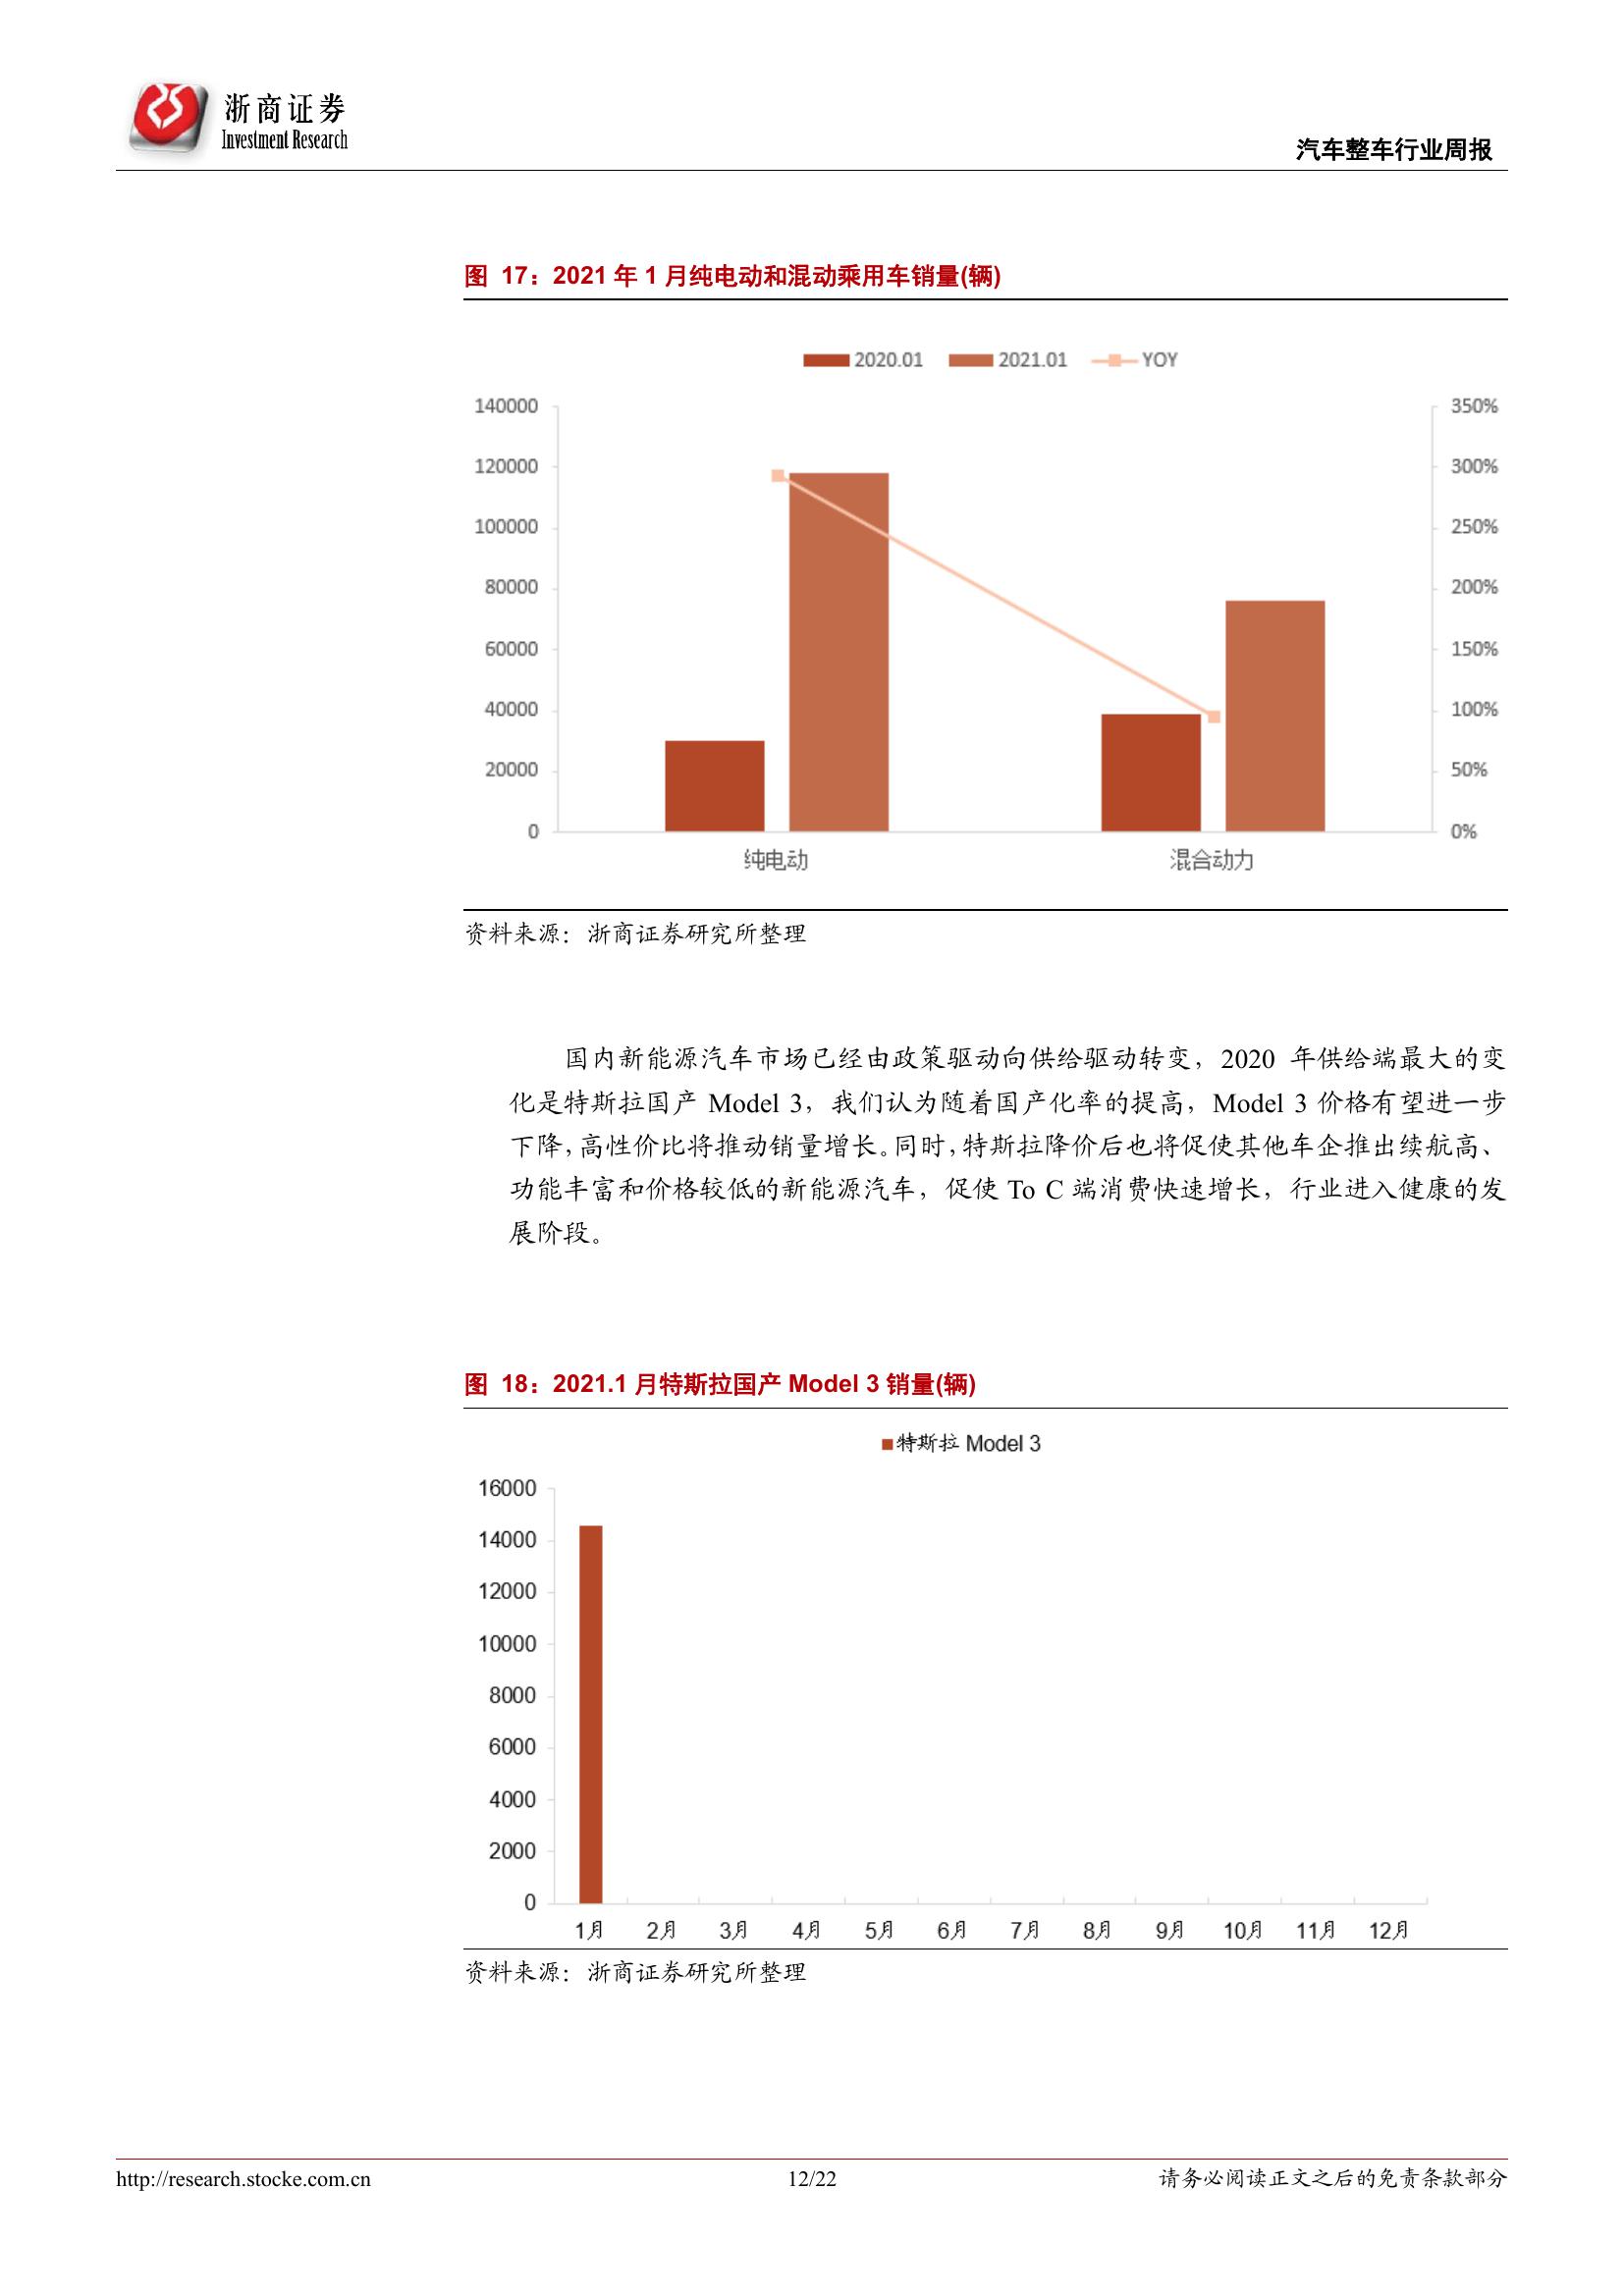 浙商证券
Investment Research
汽车整车行业周报
图 17：2021 年 1 月纯电动和混动乘用车销量(辆)
2020.01 2021.01 YOY
140000 350%
120000 300%
100000 250%
80000 200%
60000 150%
40000 100%
20000 50%
0 0%
纯电动 混合动力
资料来源：浙商证券研究所整理
国内新能源汽车市场已经由政策驱动向供给驱动转变，2020 年供给端最大的变
化是特斯拉国产 Model 3，我们认为随着国产化率的提高，Model 3 价格有望进一步
下降，高性价比将推动销量增长。同时，特斯拉降价后也将促使其他车企推出续航高、
功能丰富和价格较低的新能源汽车，促使 To C 端消费快速增长，行业进入健康的发
展阶段。
图 18：2021.1 月特斯拉国产 Model 3 销量(辆)
特斯拉 Model 3
16000
14000
12000
10000
8000
6000
4000
2000
0
1月 2月 3月 4月 5月 6月 7月 8月 9月 10月 11月 12月
资料来源：浙商证券研究所整理
http://research.stocke.com.cn 12/22 请务必阅读正文之后的免责条款部分